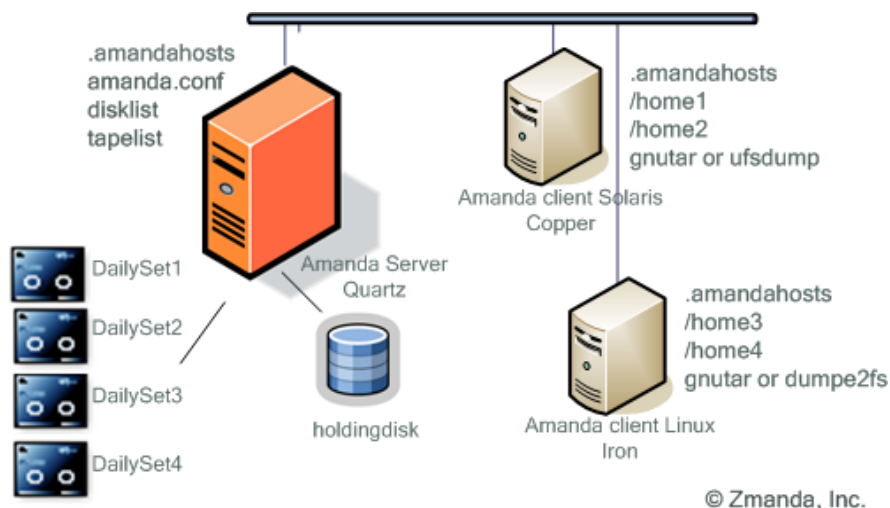 .amandahosts
amanda.conf
disklist
tapelist
.amandahosts
/home1
/home2
gnutar or ufsdump
Amanda client Solaris
Copper
Amanda Server
Quartz
DailySet1
DailySet2
DailySet3
DailySet4
holdingdisk
.amandahosts
/home3
/home4
gnutar or dumpe2fs
Amanda client Linux
Iron
© Zmanda, Inc.